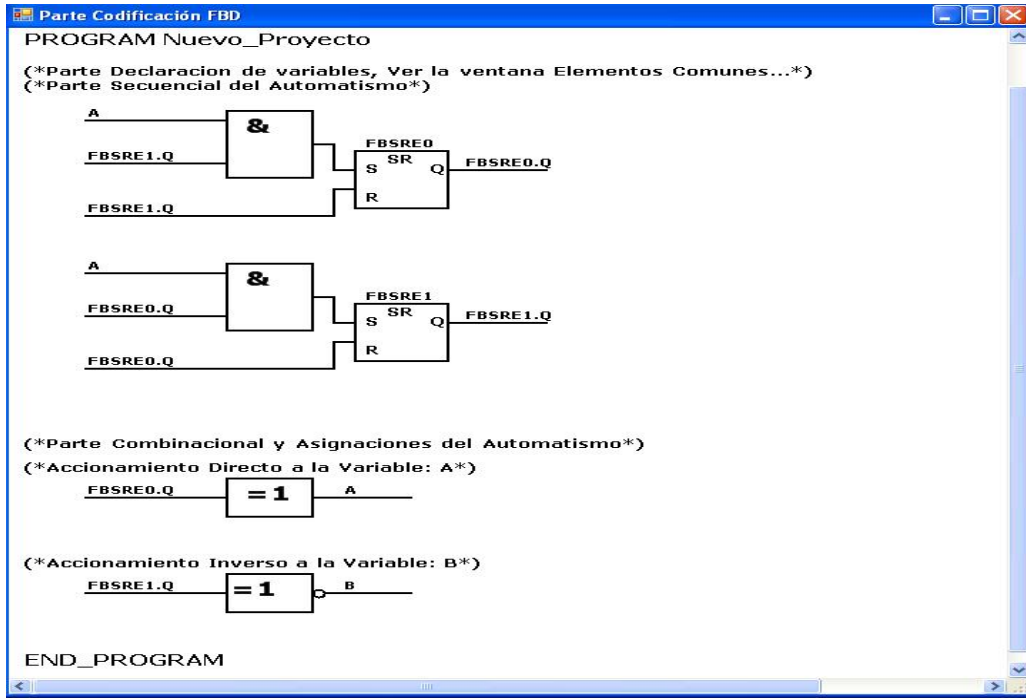 Parte Codificación FBD
PROGRAM Nuevo_Proyecto
(*Parte Declaracion de variables, Ver la ventana Elementos Comunes...*)
(*Parte Secuencial del Automatismo*)
A
&
FBSRE1.Q
FBSRE0
SR
S
Q
FBSRE0.Q
R
FBSRE1.Q
A
&
FBSRE0.Q
FBSRE1
SR
S
Q
FBSRE1.Q
R
FBSRE0.Q
(*Parte Combinacional y Asignaciones del Automatismo*)
(*Accionamiento Directo a la Variable: A*)
FBSRE0.Q
=1
A
(*Accionamiento Inverso a la Variable: B*)
FBSRE1.Q
=1
B
END_PROGRAM